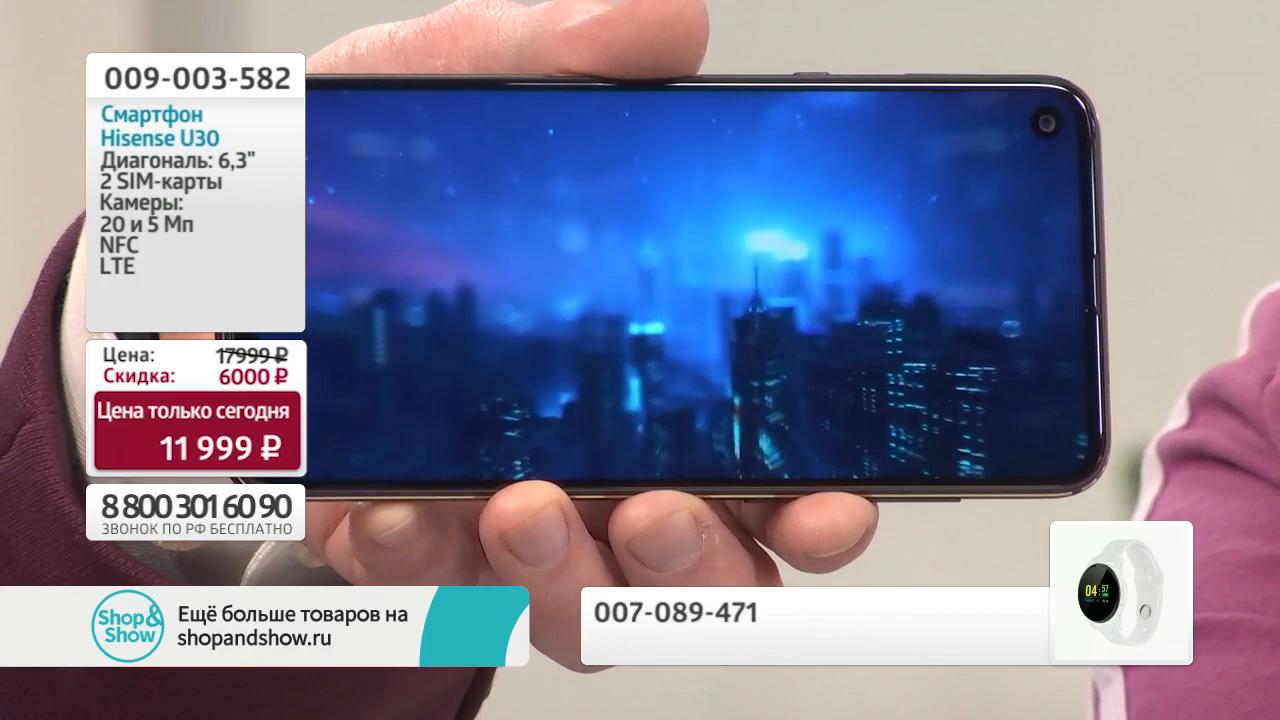 009-003-582
Смартфон
Hisense U30
Диагональ: 6,3"
2 SIM-карты
Камеры:
20 и 5 Мп
NFC
LTE
Цена: 17999 ₽
Скидка: 6000 ₽
Цена только сегодня
11 999 ₽
8 800 301 60 90
ЗВОНОК ПО РФ БЕСПЛАТНО
Shop&
Show
Ещё больше товаров на
shopandshow.ru
007-089-471
04:57